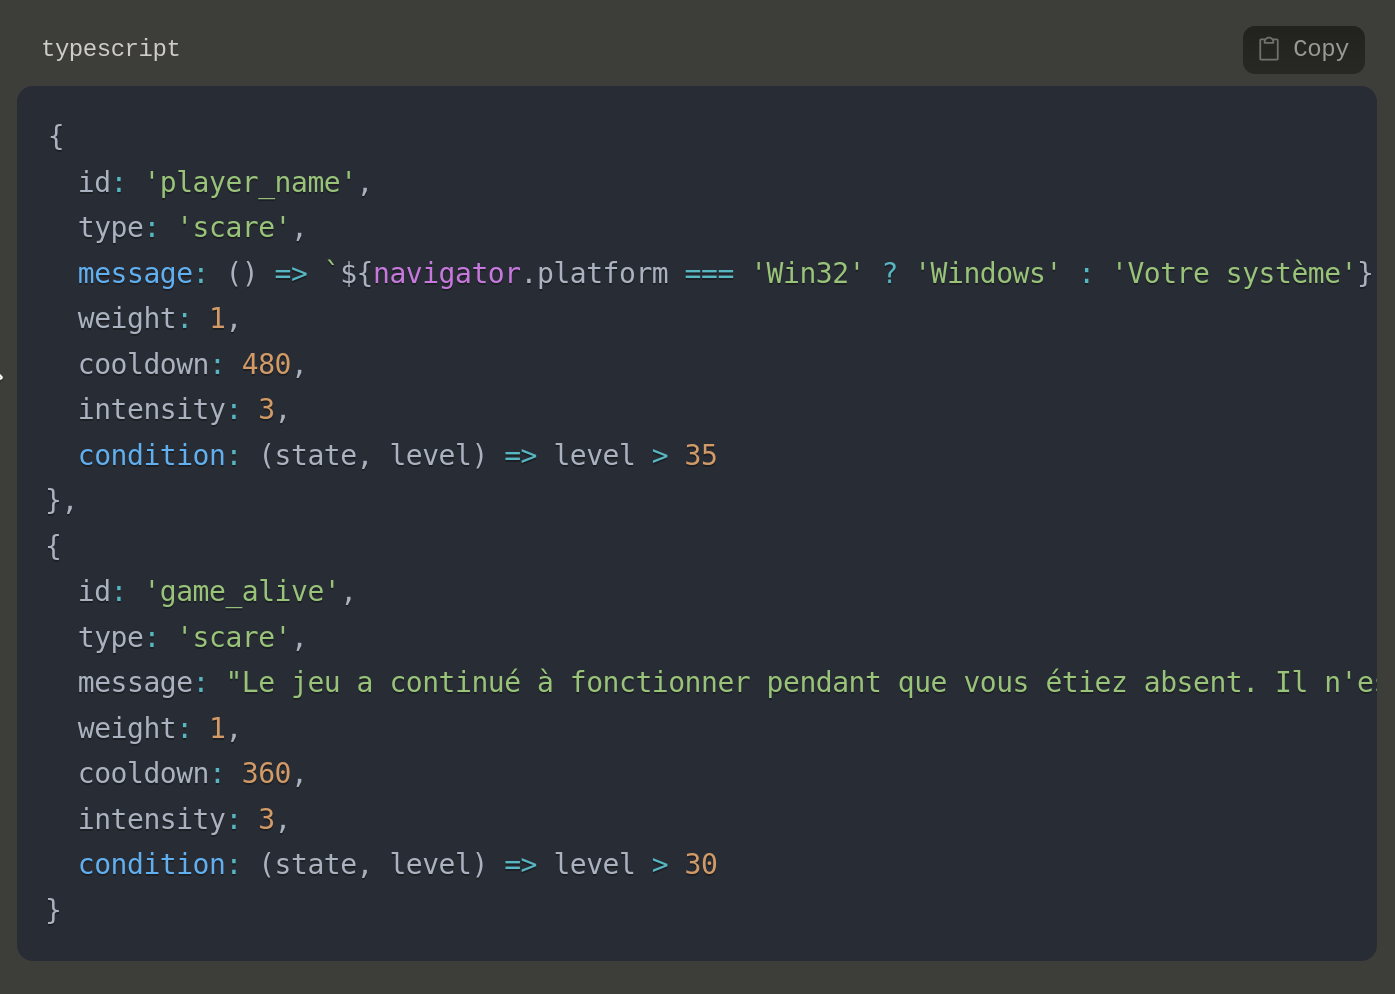 typescript
Copy
{
  id: 'player_name',
  type: 'scare',
  message: () => `${navigator.platform === 'Win32' ? 'Windows' : 'Votre système'}
  weight: 1,
  cooldown: 480,
  intensity: 3,
  condition: (state, level) => level > 35
},
{
  id: 'game_alive',
  type: 'scare',
  message: "Le jeu a continué à fonctionner pendant que vous étiez absent. Il
  weight: 1,
  cooldown: 360,
  intensity: 3,
  condition: (state, level) => level > 30
}